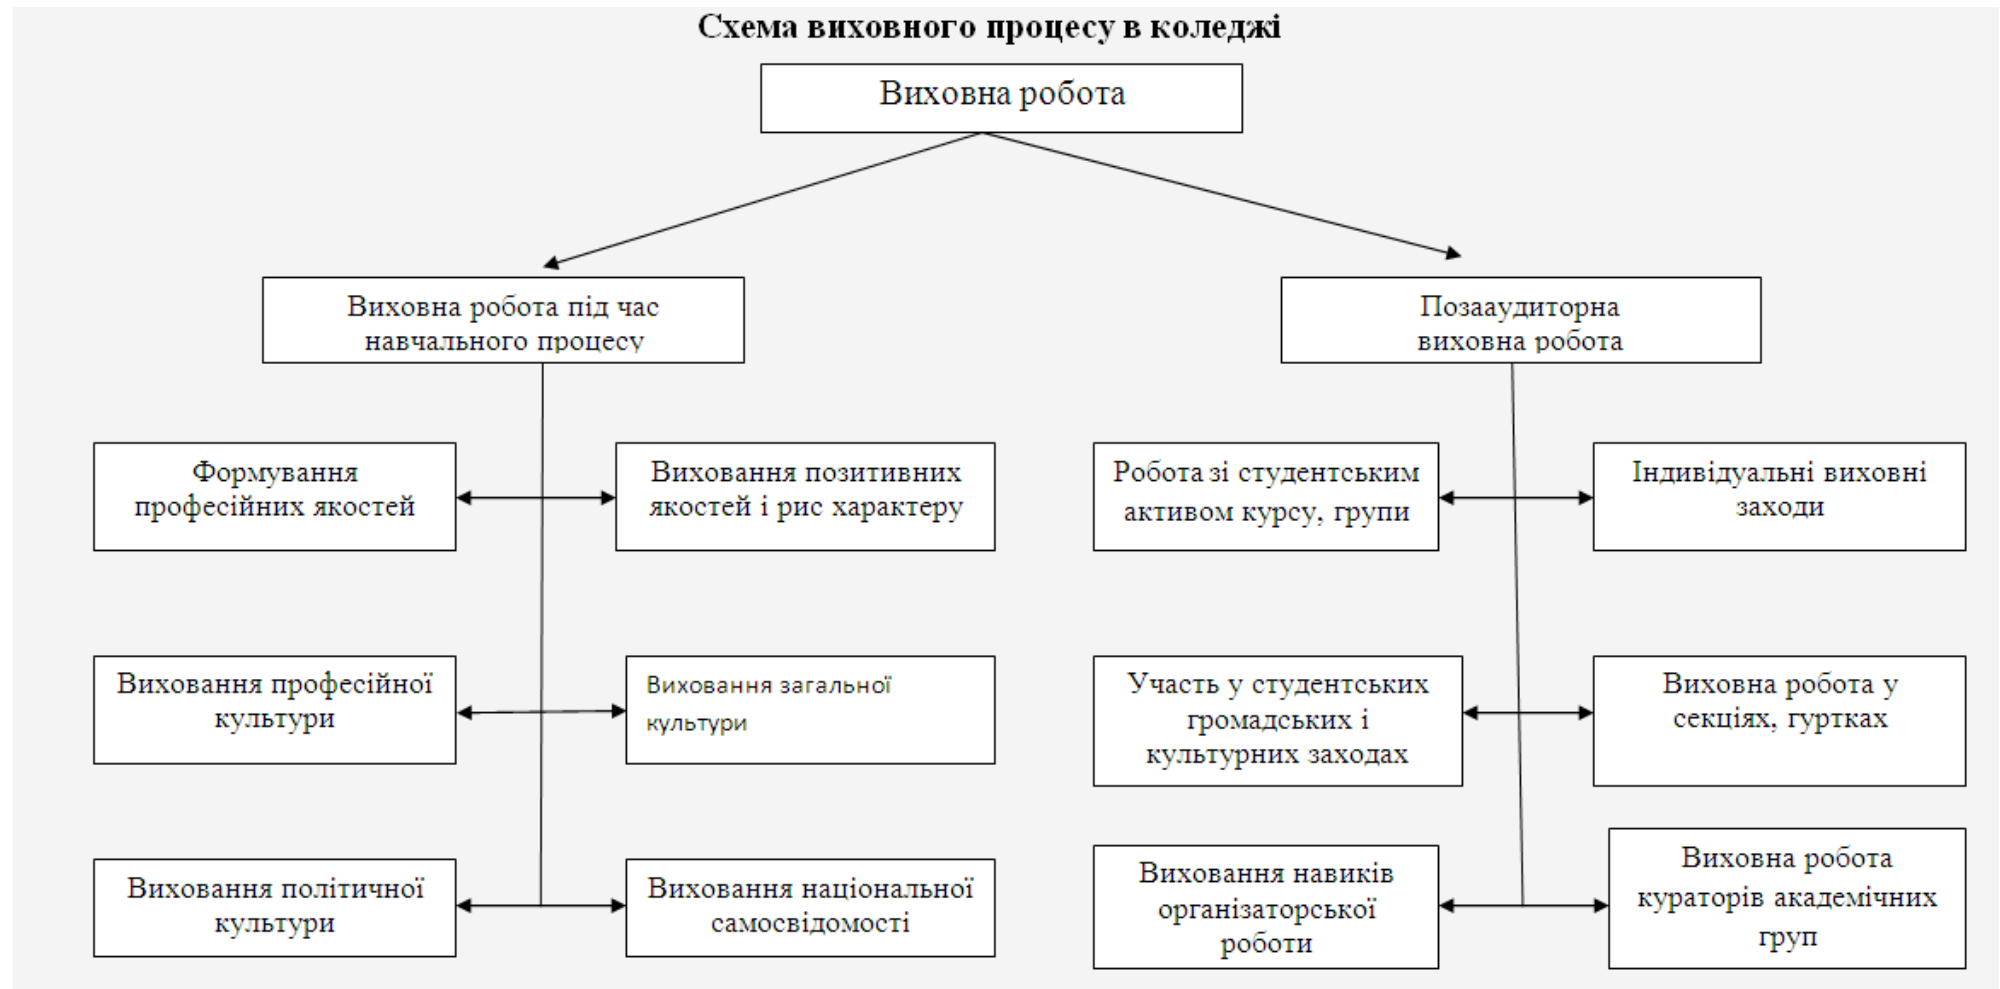 Схема виховного процесу в коледжі
Виховна робота
Виховна робота під час
навчального процесу
Позааудиторна
виховна робота
Формування
професійних якостей
Виховання позитивних
якостей і рис характеру
Робота зі студентським
активом курсу, групи
Індивідуальні виховні
заходи
Виховання професійної
культури
Виховання загальної
культури
Участь у студентських
громадських і
культурних заходах
Виховна робота у
секціях, гуртках
Виховання політичної
культури
Виховання національної
самосвідомості
Виховання навиків
організаторської
роботи
Виховна робота
кураторів академічних
груп